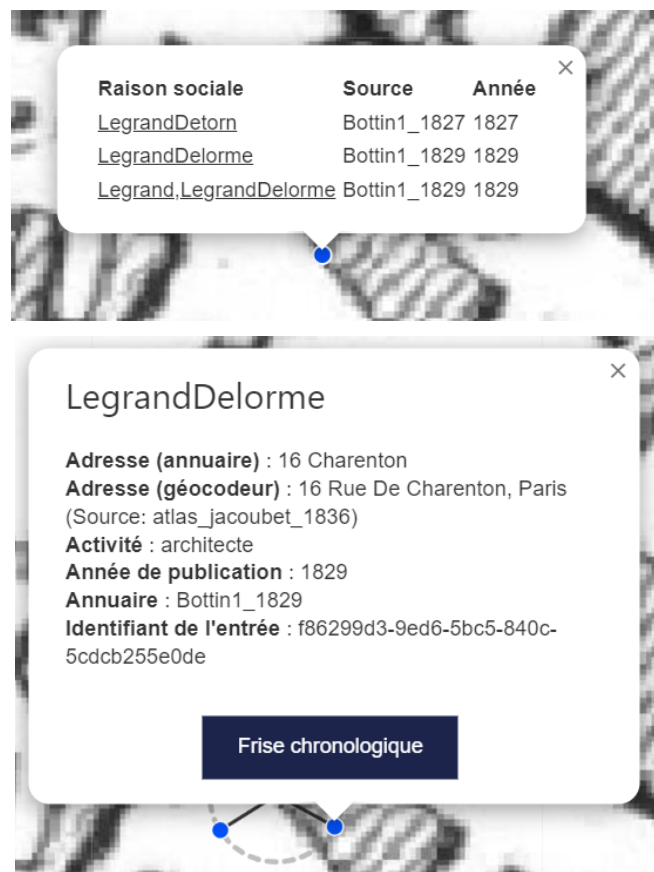 ×
Raison sociale Source Année
LegrandDetorn Bottin1_1827 1827
LegrandDelorme Bottin1_1829 1829
Legrand,LegrandDelorme Bottin1_1829 1829
×
LegrandDelorme
Adresse (annuaire) : 16 Charenton
Adresse (géocodeur) : 16 Rue De Charenton, Paris
(Source: atlas_jacoubet_1836)
Activité : architecte
Année de publication : 1829
Annuaire : Bottin1_1829
Identifiant de l'entrée : f86299d3-9ed6-5bc5-840c-
5cdcb255e0de
Frise chronologique